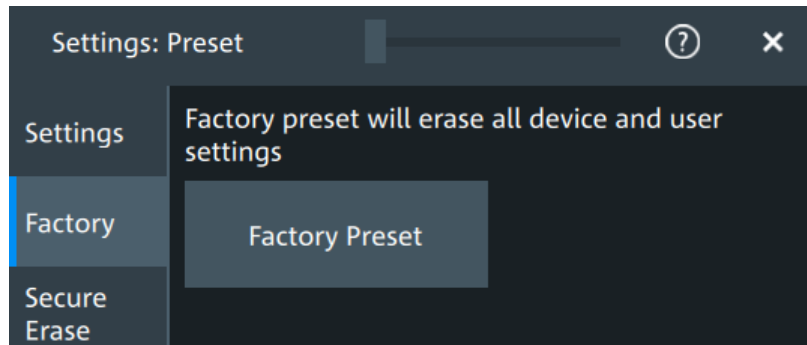 Settings: Preset
Settings
Factory preset will erase all device and user
settings
Factory
Factory Preset
Secure
Erase